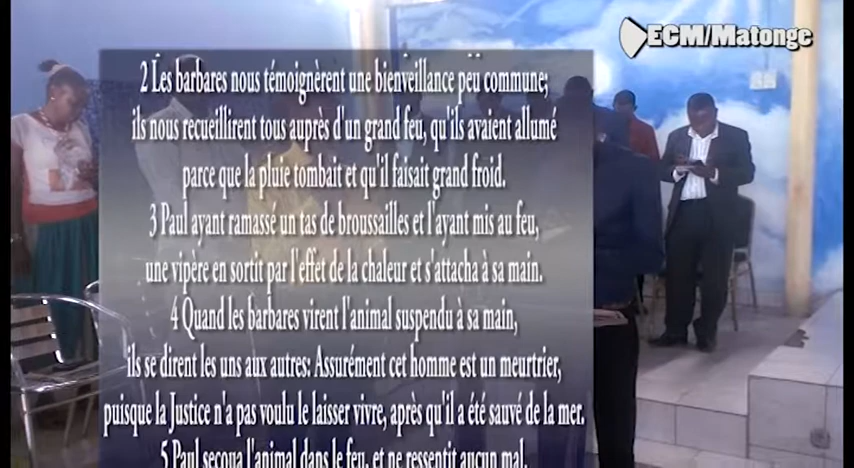 ECM/Matonge
2 Les barbares nous témoignèrent une bienveillance peu commune;
ils nous recueillirent tous auprès d'un grand feu, qu'ils avaient allumé
parce que la pluie tombait et qu'il faisait grand froid.
3 Paul ayant ramassé un tas de broussailles et l'ayant mis au feu,
une vipère en sortit par l'effet de la chaleur et s'attacha à sa main.
4 Quand les barbares virent l'animal suspendu à sa main,
ils se dirent les uns aux autres: Assurément cet homme est un meurtrier,
puisque la Justice n'a pas voulu le laisser vivre, après qu'il a été sauvé de la mer.
5 Paul secoua l'animal dans le feu, et ne ressentit aucun mal.